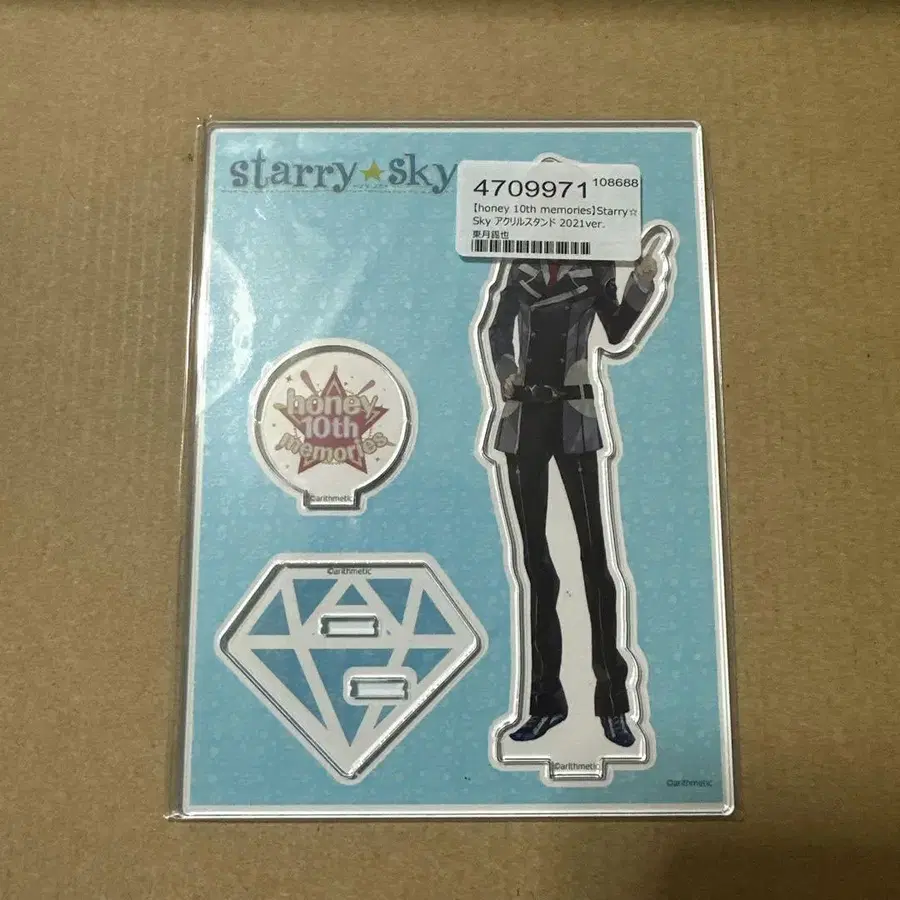 starry☆sky
4709971 108688
【honey 10th memories】Starry☆
Sky アクリルスタンド 2021ver.
東月錫也
honey
10th
memories
©arithmetic
©arithmetic
©arithmetic
©arithmetic